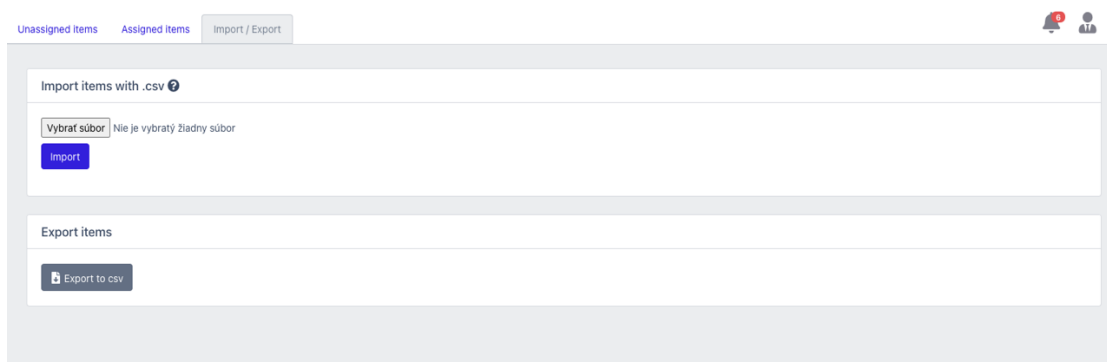 Unassigned items Assigned items Import / Export 6
Import items with .csv ?
Vybrať súbor Nie je vybratý žiadny súbor
Import
Export items
Export to csv